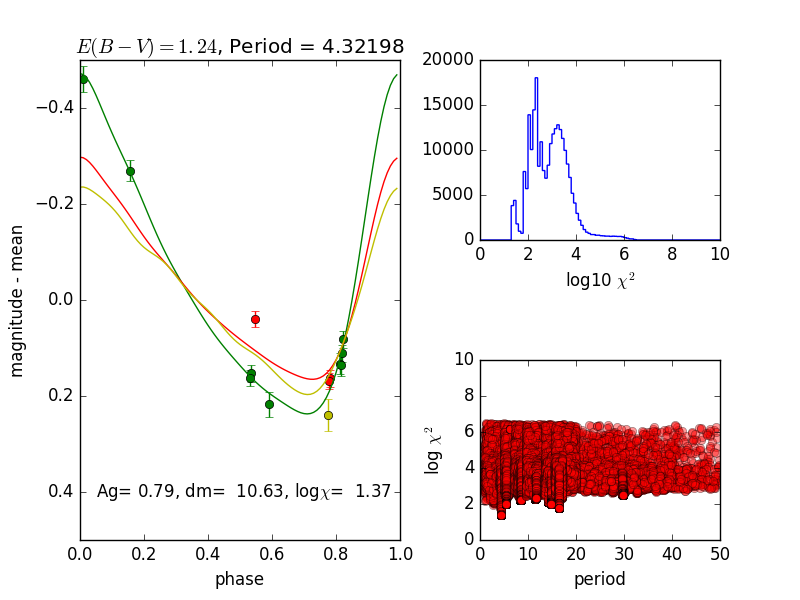 E(B − V) = 1.24, Period = 4.32198
−0.4
−0.2
0.0
0.2
0.4
magnitude - mean
Ag= 0.79, dm= 10.63, logχ= 1.37
0.0 0.2 0.4 0.6 0.8 1.0
phase
20000
15000
10000
5000
0
0 2 4 6 8 10
log10 χ²
10
8
6
4
2
0
log χ²
0 10 20 30 40 50
period